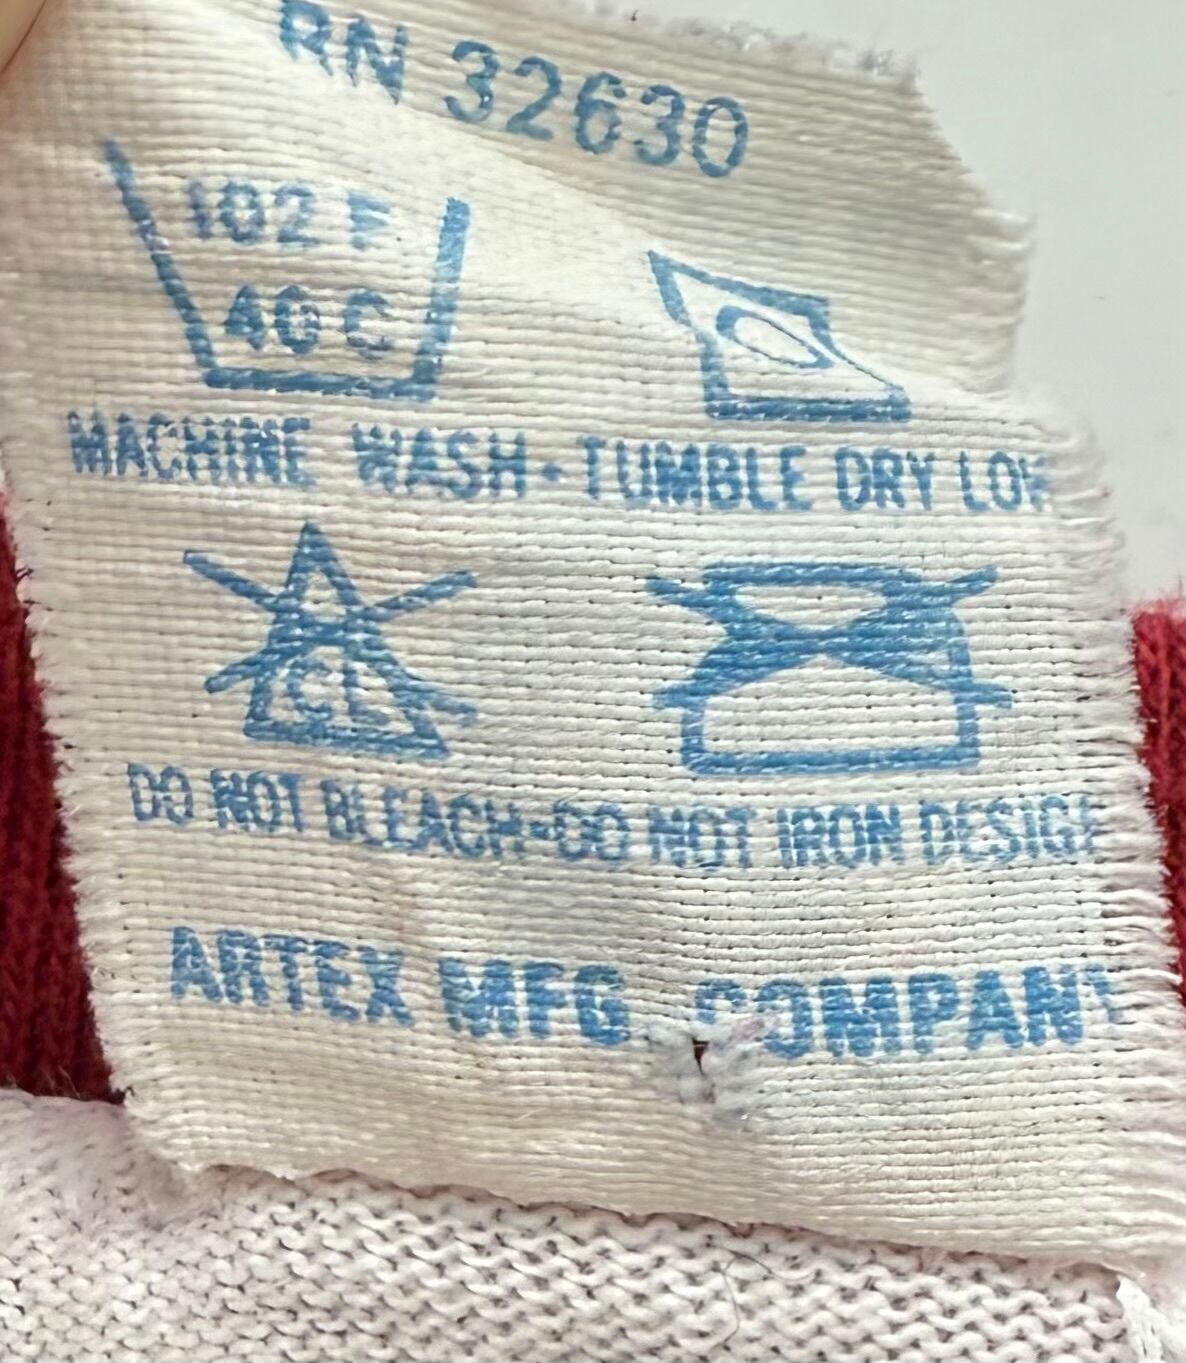 RN 32630
102 F
40 C
MACHINE WASH - TUMBLE DRY LOW
CL
DO NOT BLEACH-DO NOT IRON DESIGN
ARTEX MFG COMPANY